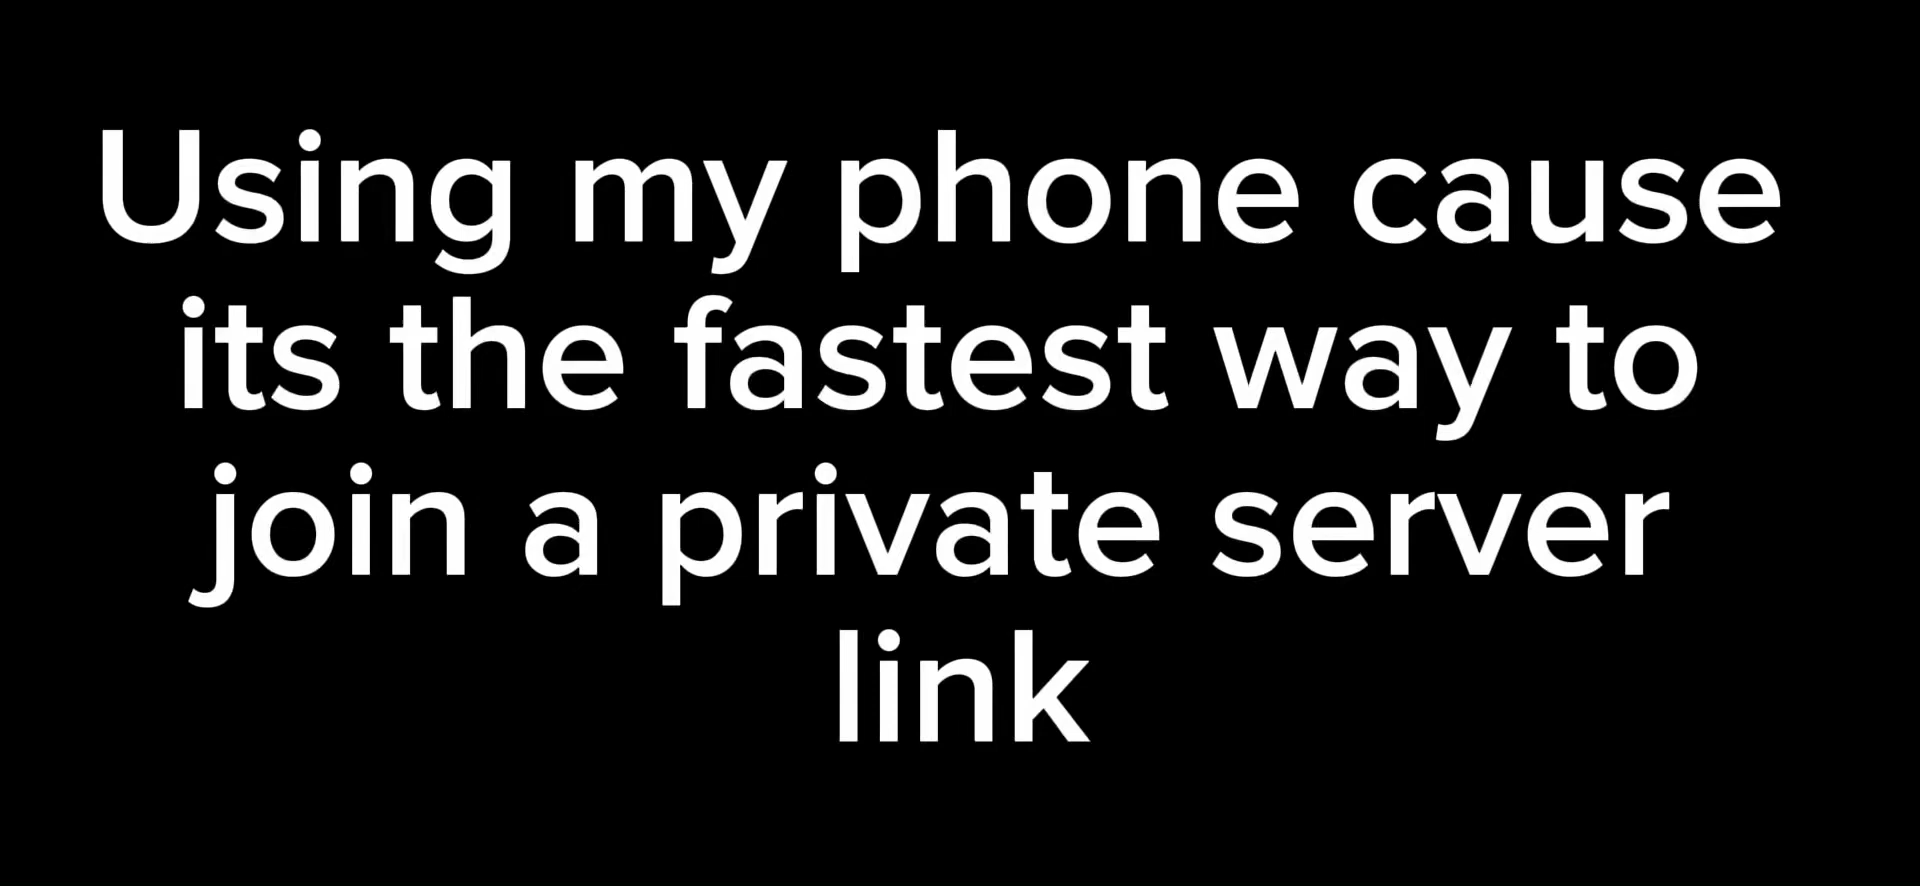 Using my phone cause
its the fastest way to
join a private server
link